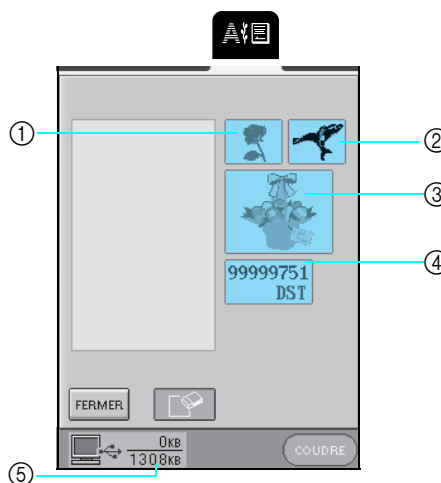 A
①
②
③
④
99999751
DST
FERMER
0KB
1308KB
COUDRE
⑤